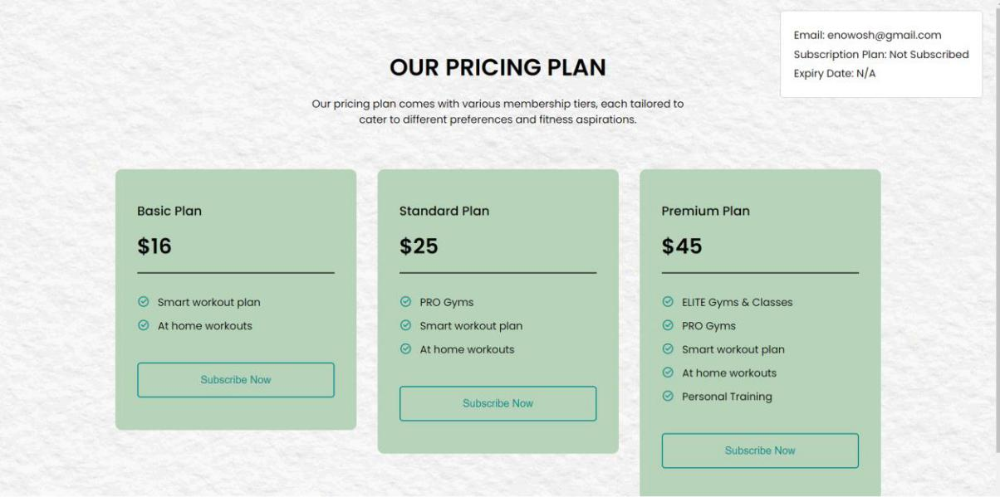 Email: enowosh@gmail.com
Subscription Plan: Not Subscribed
Expiry Date: N/A
OUR PRICING PLAN
Our pricing plan comes with various membership tiers, each tailored to
cater to different preferences and fitness aspirations.
Basic Plan
$16
Smart workout plan
At home workouts
Subscribe Now
Standard Plan
$25
PRO Gyms
Smart workout plan
At home workouts
Subscribe Now
Premium Plan
$45
ELITE Gyms & Classes
PRO Gyms
Smart workout plan
At home workouts
Personal Training
Subscribe Now